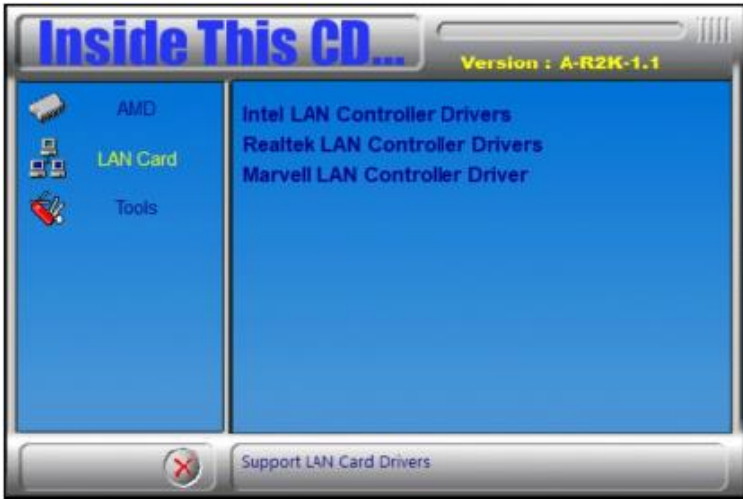 Inside This CD...
Version : A-R2K-1.1
AMD
LAN Card
Tools
Intel LAN Controller Drivers
Realtek LAN Controller Drivers
Marvell LAN Controller Driver
Support LAN Card Drivers